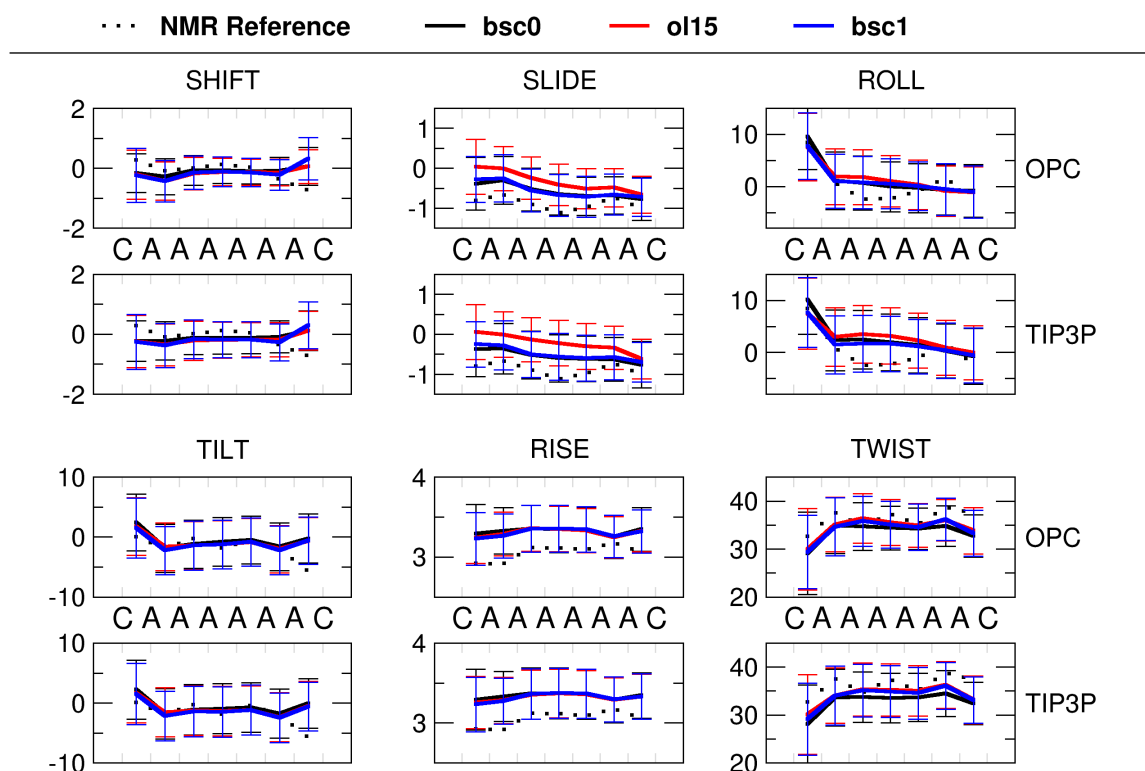 NMR Reference bsc0 ol15 bsc1
SHIFT SLIDE ROLL
2 1 10
0 0 0 OPC
-2 -1
C A A A A A A C C A A A A A A C C A A A A A A C
2 1 10
0 0 0 TIP3P
-2 -1
TILT RISE TWIST
10 4 40
0 3 30 OPC
-10 20
C A A A A A A C C A A A A A A C C A A A A A A C
10 4 40
0 3 30 TIP3P
-10 20